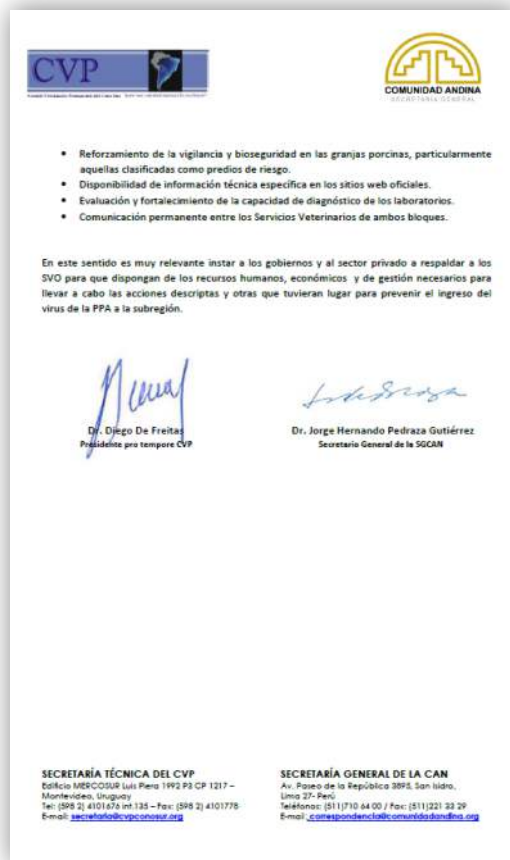 CVP
COMUNIDAD ANDINA
SECRETARÍA GENERAL
• Reforzamiento de la vigilancia y bioseguridad en las granjas porcinas, particularmente
aquellas clasificadas como predios de riesgo.
• Disponibilidad de información técnica específica en los sitios web oficiales.
• Evaluación y fortalecimiento de la capacidad de diagnóstico de los laboratorios.
• Comunicación permanente entre los Servicios Veterinarios de ambos bloques.
En este sentido es muy relevante instar a los gobiernos y al sector privado a respaldar a los
SVO para que dispongan de los recursos humanos, económicos y de gestión necesarios para
llevar a cabo las acciones descriptas y otras que tuvieran lugar para prevenir el ingreso del
virus de la PPA a la subregión.
Dr. Diego De Freitas
Presidente pro tempore CVP
Dr. Jorge Hernando Pedraza Gutiérrez
Secretario General de la SGCAN
SECRETARÍA TÉCNICA DEL CVP
Edificio MERCOSUR Luis Piera 1992 P3 CP 1217 –
Montevideo, Uruguay
Tel: (598 2) 4101676 int.135 – Fax: (598 2) 4101778
E-mail: secretaria@cvpconosur.org
SECRETARÍA GENERAL DE LA CAN
Av. Paseo de la República 3895, San Isidro,
Lima 27- Perú
Teléfonos: (511)710 64 00 / Fax: (511)221 33 29
E-mail: correspondencia@comunidadandina.org